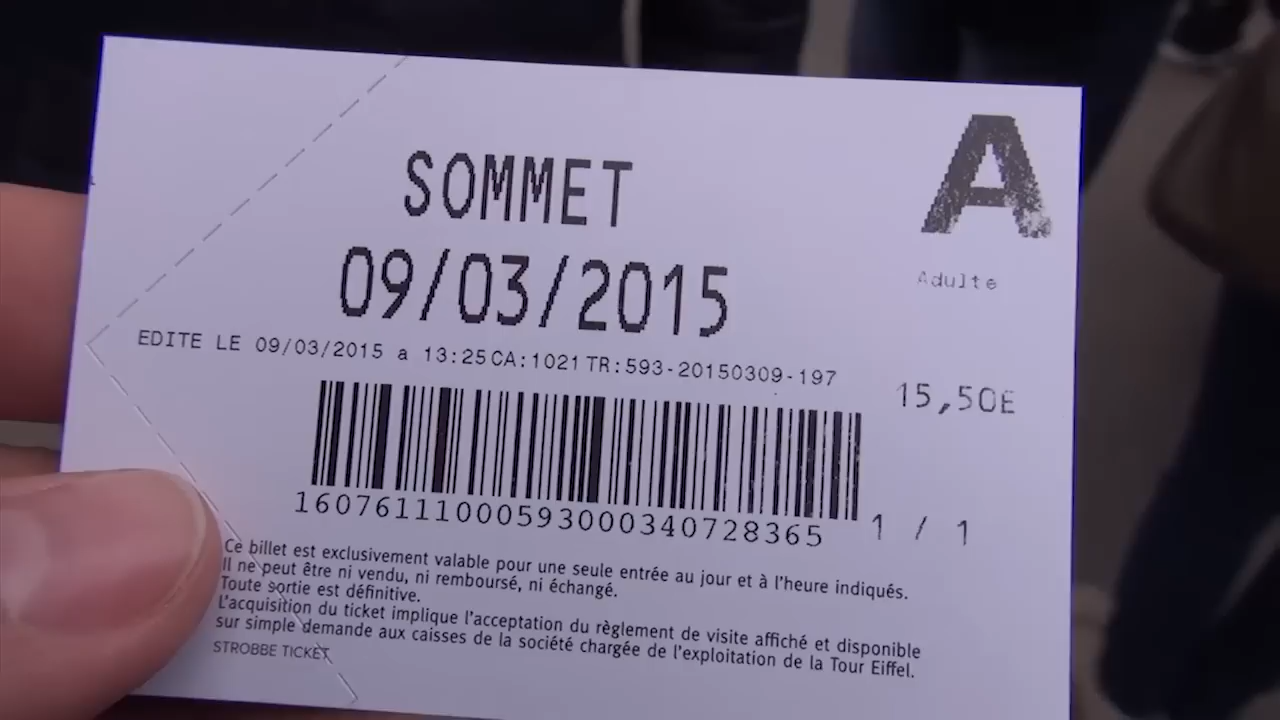 A
SOMMET
Adulte
09/03/2015
EDITE LE 09/03/2015 a 13:25 CA:1021 TR:593-20150309-197
15,50E
16076111000593000340728365
1 / 1
Ce billet est exclusivement valable pour une seule entrée au jour et à l'heure indiqués.
Il ne peut être ni vendu, ni remboursé, ni échangé.
Toute sortie est définitive.
L'acquisition du ticket implique l'acceptation du règlement de visite affiché et disponible
sur simple demande aux caisses de la société chargée de l'exploitation de la Tour Eiffel.
STROBBE TICKET